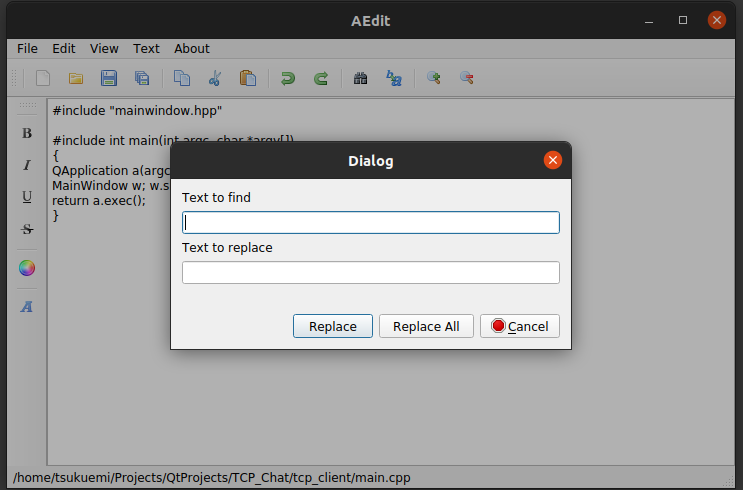 AEdit
File Edit View Text About
#include "mainwindow.hpp"
#include int main(int argc, char *argv[])
{
QApplication a(argc
MainWindow w; w.s
return a.exec();
}
B
I
U
S
A
Dialog
Text to find
Text to replace
Replace Replace All Cancel
/home/tsukuemi/Projects/QtProjects/TCP_Chat/tcp_client/main.cpp